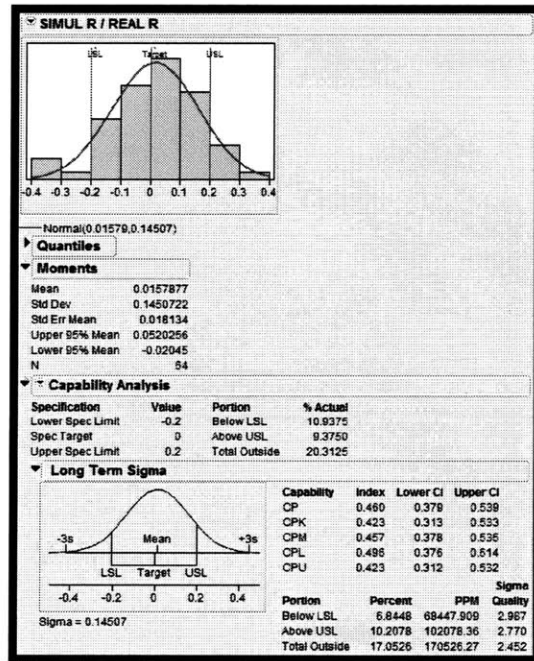 SIMUL R / REAL R
LSL Target USL
-0.4 -0.3 -0.2 -0.1 0 0.1 0.2 0.3 0.4
Normal(0.01579,0.14507)
Quantiles
Moments
Mean 0.0157877
Std Dev 0.1450722
Std Err Mean 0.018134
Upper 95% Mean 0.0520256
Lower 95% Mean -0.02045
N 64
Capability Analysis
Specification Value Portion % Actual
Lower Spec Limit -0.2 Below LSL 10.9375
Spec Target 0 Above USL 9.3750
Upper Spec Limit 0.2 Total Outside 20.3125
Long Term Sigma
Capability Index Lower CI Upper CI
CP 0.460 0.379 0.539
CPK 0.423 0.313 0.533
CPM 0.457 0.378 0.535
CPL 0.496 0.376 0.614
CPU 0.423 0.312 0.532
-3s Mean +3s
LSL Target USL
-0.4 -0.2 0 0.2 0.4
Sigma = 0.14507
Portion Percent PPM Sigma Quality
Below LSL 6.8448 68447.909 2.987
Above USL 10.2078 102078.36 2.770
Total Outside 17.0526 170526.27 2.452